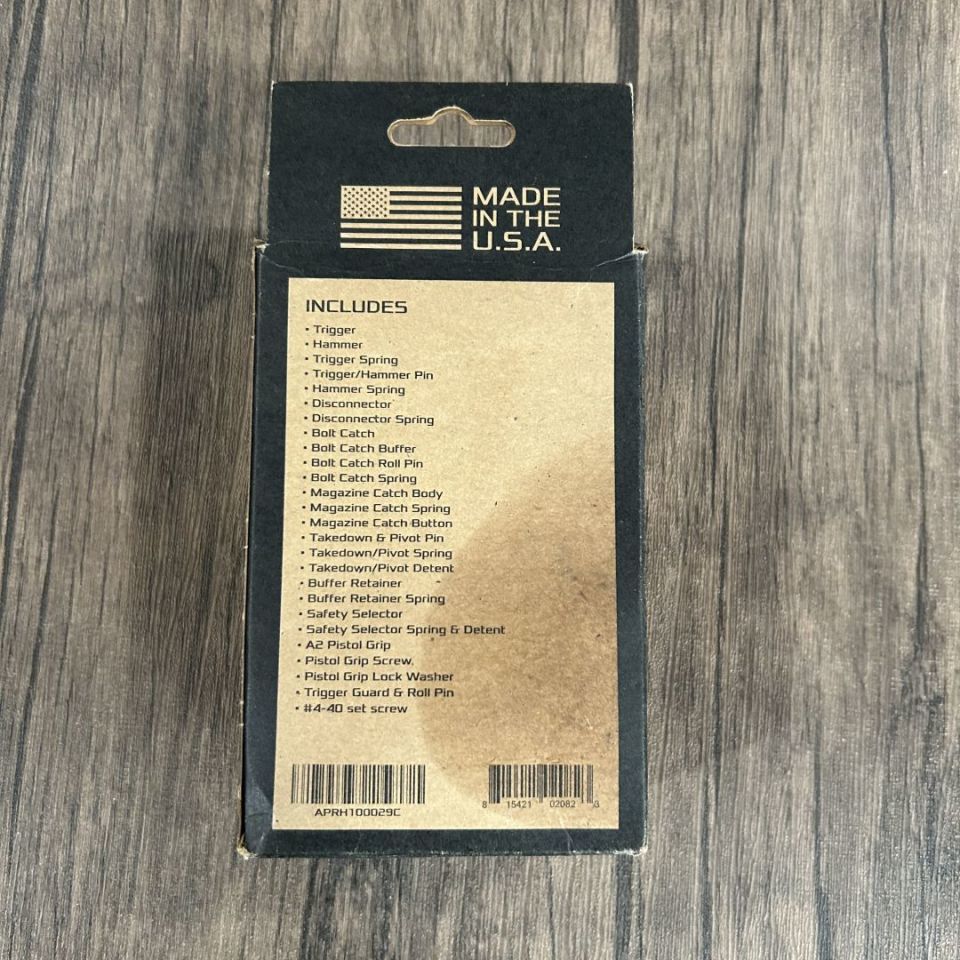 MADE
IN THE
U.S.A.
INCLUDES
• Trigger
• Hammer
• Trigger Spring
• Trigger/Hammer Pin
• Hammer Spring
• Disconnector
• Disconnector Spring
• Bolt Catch
• Bolt Catch Buffer
• Bolt Catch Roll Pin
• Bolt Catch Spring
• Magazine Catch Body
• Magazine Catch Spring
• Magazine Catch Button
• Takedown & Pivot Pin
• Takedown/Pivot Spring
• Takedown/Pivot Detent
• Buffer Retainer
• Buffer Retainer Spring
• Safety Selector
• Safety Selector Spring & Detent
• A2 Pistol Grip
• Pistol Grip Screw
• Pistol Grip Lock Washer
• Trigger Guard & Roll Pin
• #4-40 set screw
APRH100029C
8 15421 02082 3